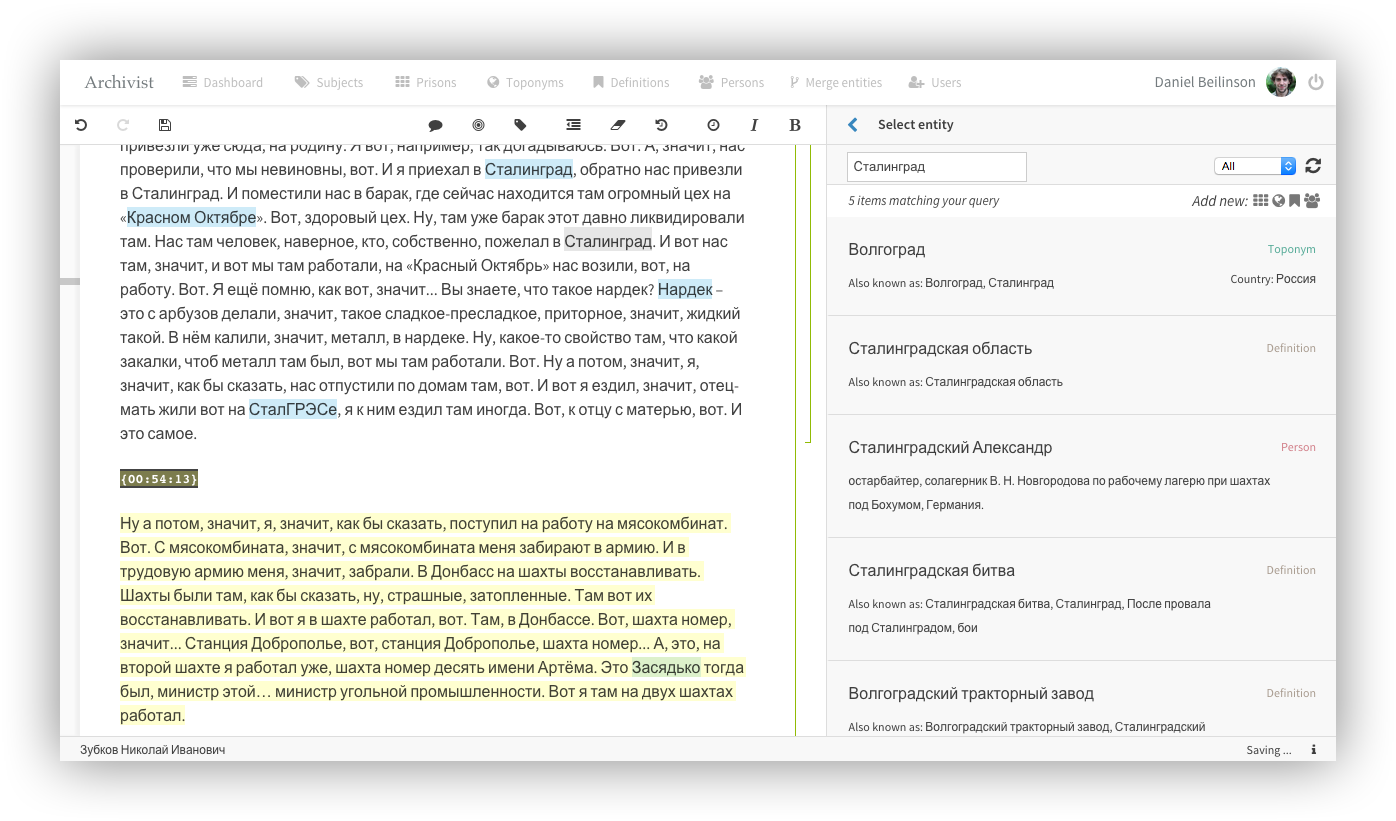 Archivist Dashboard Subjects Prisons Toponyms Definitions Persons Merge entities Users Daniel Beilinson
I B
привезли уже сюда, на родину. Я вот, например, так догадываюсь. Вот. А, значит, нас
проверили, что мы невиновны, вот. И я приехал в Сталинград, обратно нас привезли
в Сталинград. И поместили нас в барак, где сейчас находится там огромный цех на
«Красном Октябре». Вот, здоровый цех. Ну, там уже барак этот давно ликвидировали
там. Нас там человек, наверное, кто, собственно, пожелал в Сталинград. И вот нас
там, значит, и вот мы там работали, на «Красный Октябрь» нас возили, вот, на
работу. Вот. Я ещё помню, как вот, значит... Вы знаете, что такое нардек? Нардек –
это с арбузов делали, значит, такое сладкое-пресладкое, приторное, значит, жидкий
такой. В нём калили, значит, металл, в нардеке. Ну, какое-то свойство там, что какой
закалки, чтоб металл там был, вот мы там работали. Вот. Ну а потом, значит, я,
значит, как бы сказать, нас отпустили по домам там, вот. И вот я ездил, значит, отец-
мать жили вот на СталГРЭСе, я к ним ездил там иногда. Вот, к отцу с матерью, вот. И
это самое.
{00:54:13}
Ну а потом, значит, я, значит, как бы сказать, поступил на работу на мясокомбинат.
Вот. С мясокомбината, значит, с мясокомбината меня забирают в армию. И в
трудовую армию меня, значит, забрали. В Донбасс на шахты восстанавливать.
Шахты были там, как бы сказать, ну, страшные, затопленные. Там вот их
восстанавливать. И вот я в шахте работал, вот. Там, в Донбассе. Вот, шахта номер,
значит... Станция Доброполье, вот, станция Доброполье, шахта номер... А, это, на
второй шахте я работал уже, шахта номер десять имени Артёма. Это Засядько тогда
был, министр этой… министр угольной промышленности. Вот я там на двух шахтах
работал.
Select entity
Сталинград All
5 items matching your query Add new:
Волгоград Toponym
Also known as: Волгоград, Сталинград Country: Россия
Сталинградская область Definition
Also known as: Сталинградская область
Сталинградский Александр Person
остарбайтер, солагерник В. Н. Новгородова по рабочему лагерю при шахтах
под Бохумом, Германия.
Сталинградская битва Definition
Also known as: Сталинградская битва, Сталинград, После провала
под Сталинградом, бои
Волгоградский тракторный завод Definition
Also known as: Волгоградский тракторный завод, Сталинградский
Зубков Николай Иванович Saving ...